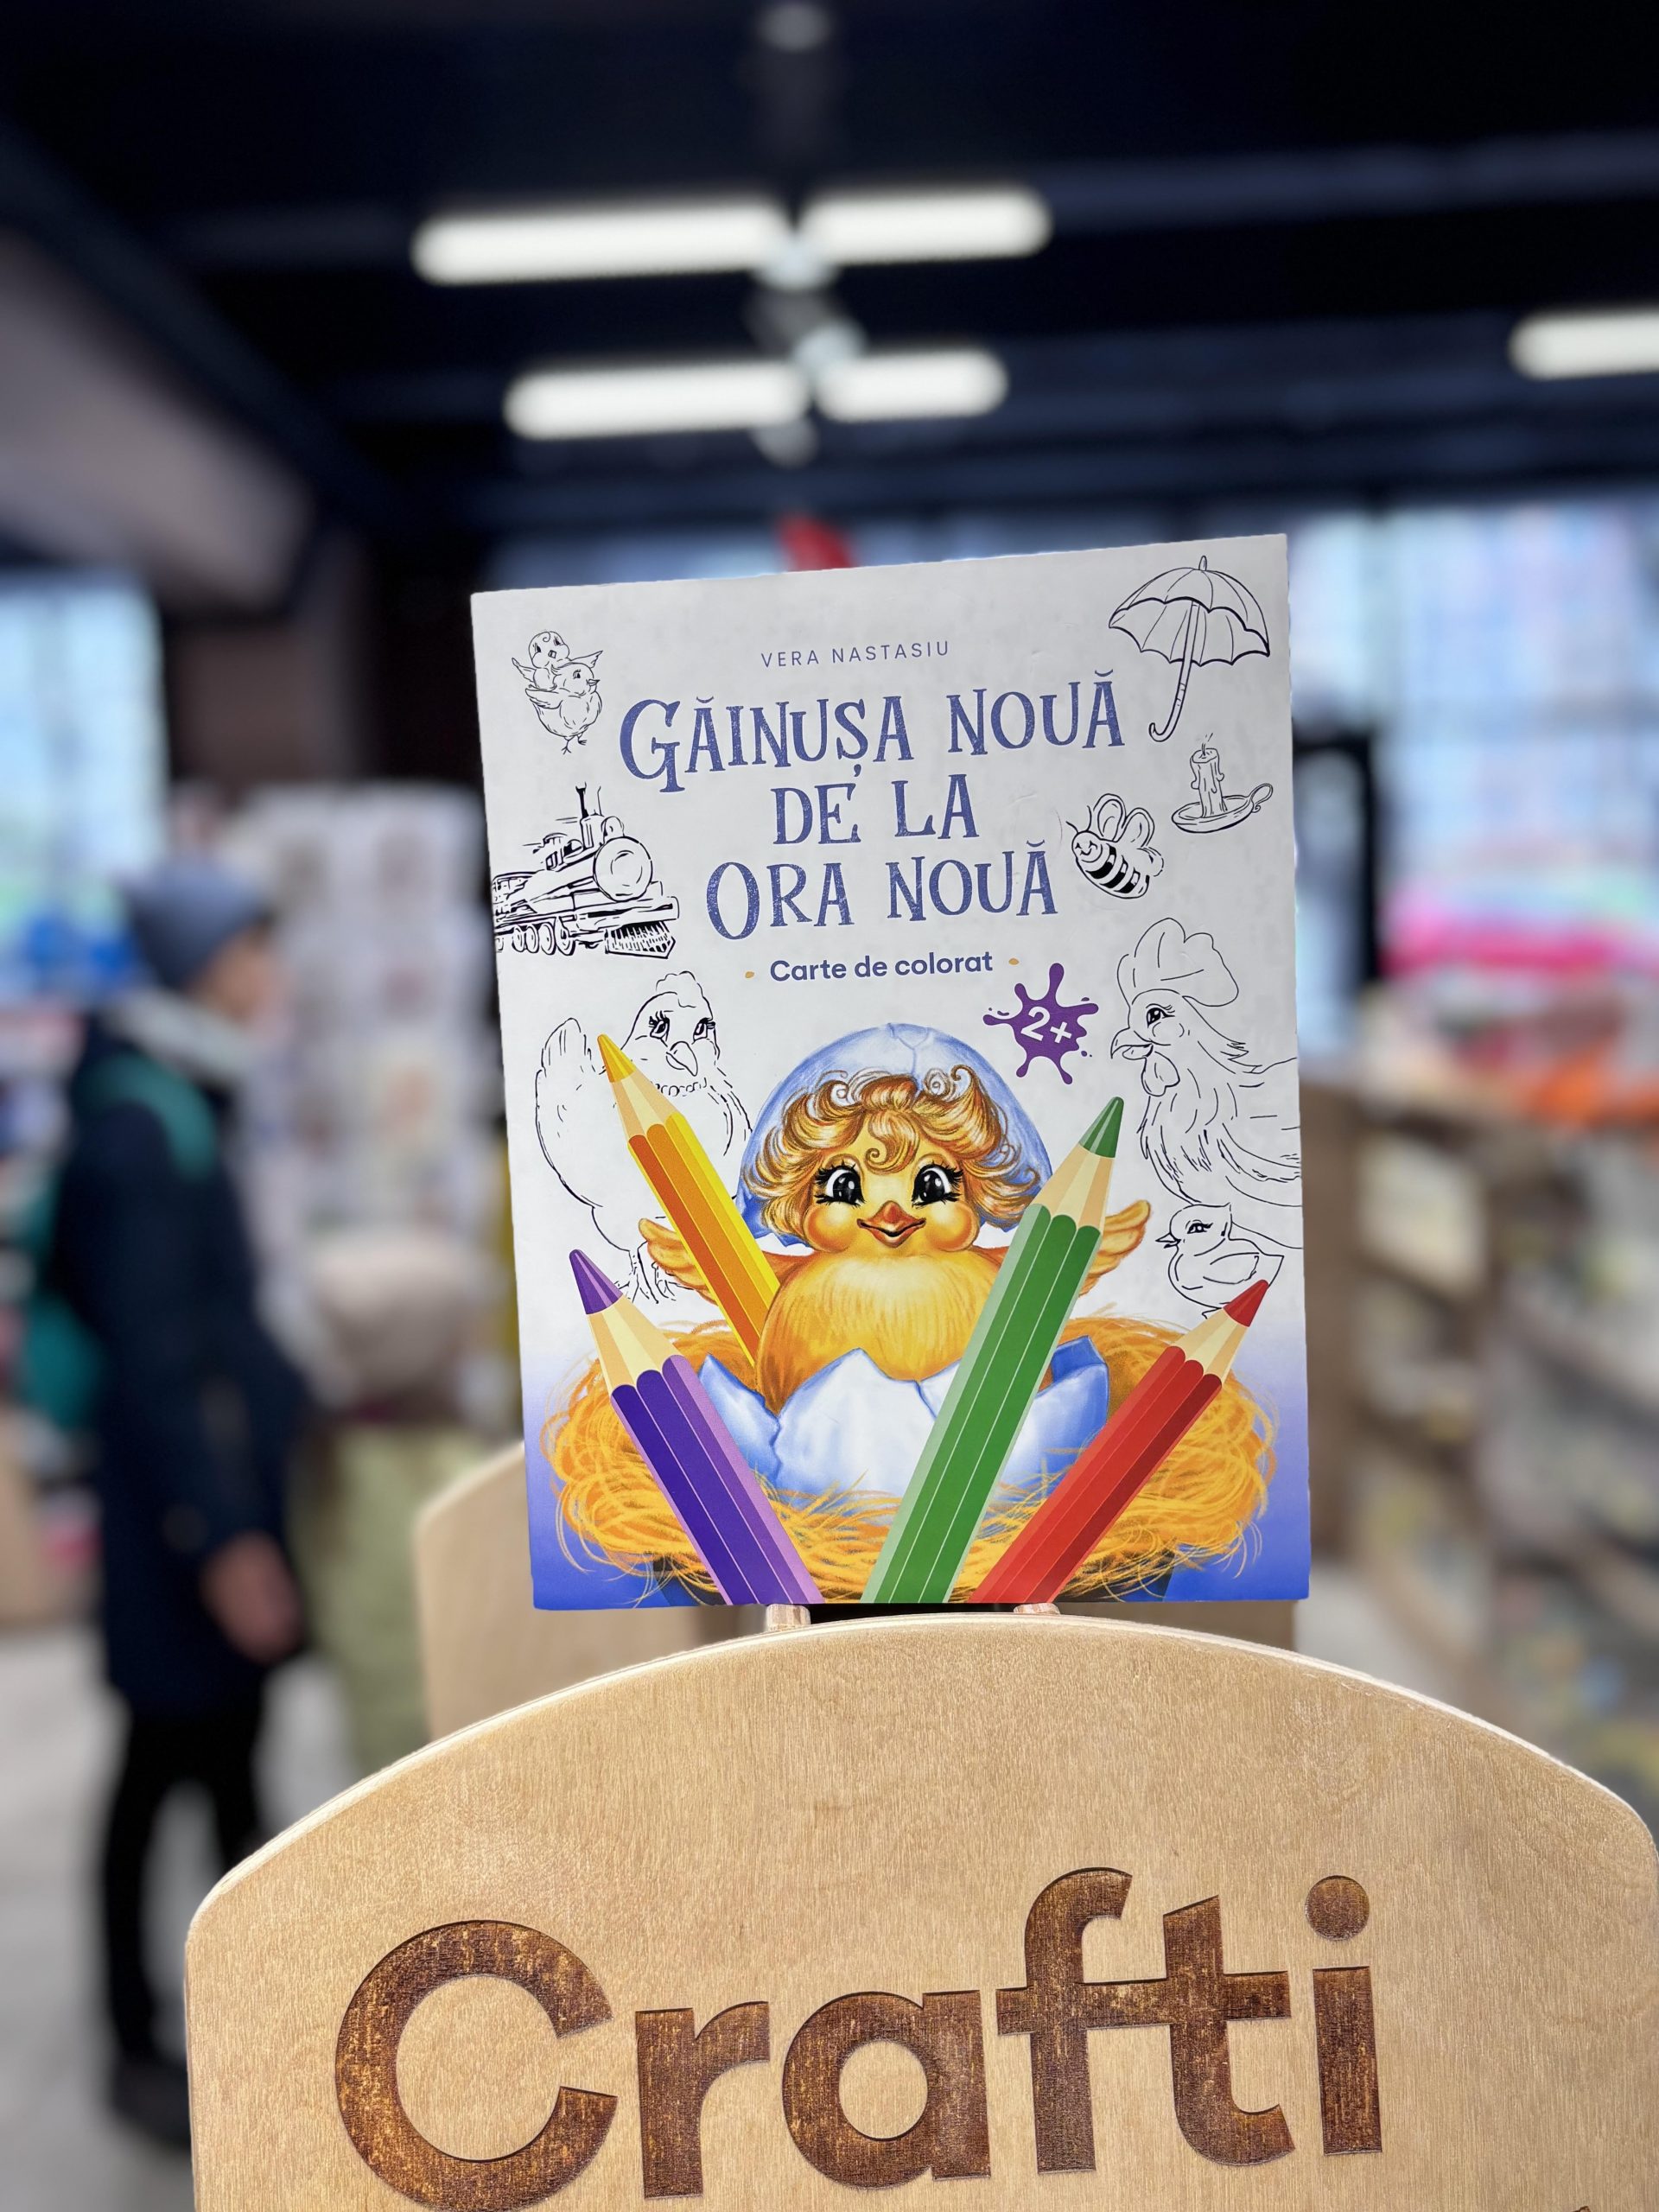 VERA NASTASIU
GĂINUȘA NOUĂ
DE LA
ORA NOUĂ
Carte de colorat
2+
Crafti